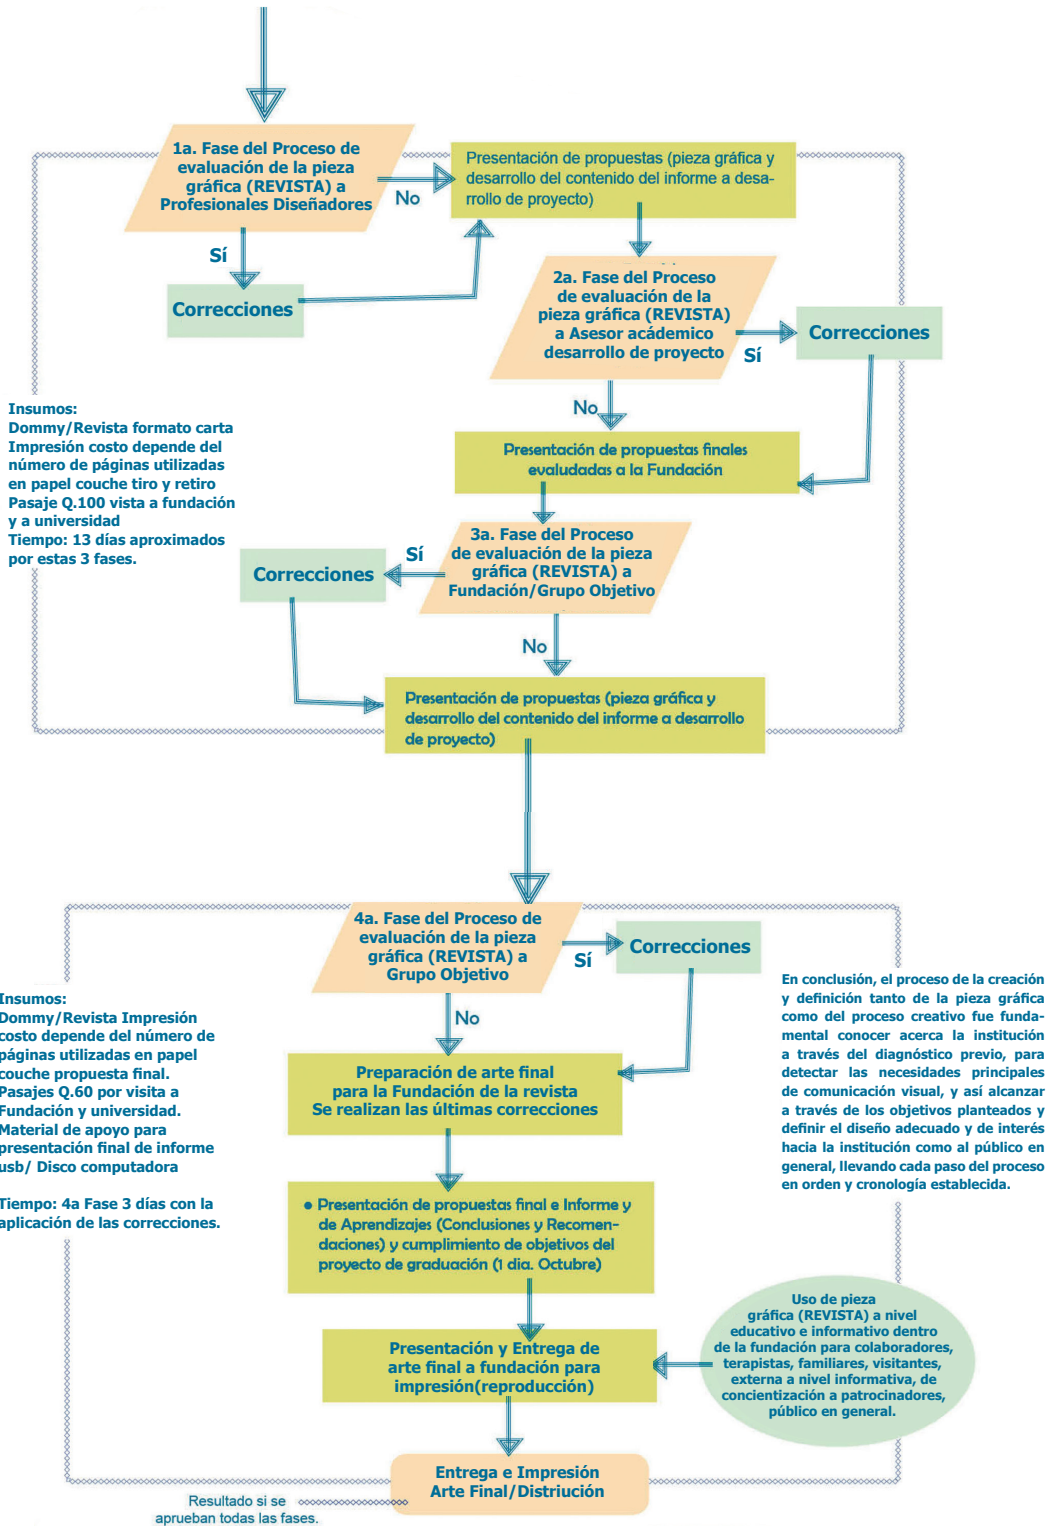 1a. Fase del Proceso de
evaluación de la pieza
gráfica (REVISTA) a
Profesionales Diseñadores
No
Presentación de propuestas (pieza gráfica y
desarrollo del contenido del informe a desa-
rrollo de proyecto)
Sí
Correcciones
2a. Fase del Proceso
de evaluación de la
pieza gráfica (REVISTA)
a Asesor acádemico
desarrollo de proyecto
Sí
Correcciones
No
Insumos:
Dommy/Revista formato carta
Impresión costo depende del
número de páginas utilizadas
en papel couche tiro y retiro
Pasaje Q.100 vista a fundación
y a universidad
Tiempo: 13 días aproximados
por estas 3 fases.
Presentación de propuestas finales
evaludadas a la Fundación
3a. Fase del Proceso
de evaluación de la pieza
gráfica (REVISTA) a
Fundación/Grupo Objetivo
Sí
Correcciones
No
Presentación de propuestas (pieza gráfica y
desarrollo del contenido del informe a desarrollo
de proyecto)
4a. Fase del Proceso de
evaluación de la pieza
gráfica (REVISTA) a
Grupo Objetivo
Sí
Correcciones
No
Insumos:
Dommy/Revista Impresión
costo depende del número de
páginas utilizadas en papel
couche propuesta final.
Pasajes Q.60 por visita a
Fundación y universidad.
Material de apoyo para
presentación final de informe
usb/ Disco computadora
Tiempo: 4a Fase 3 días con la
aplicación de las correcciones.
En conclusión, el proceso de la creación
y definición tanto de la pieza gráfica
como del proceso creativo fue funda-
mental conocer acerca la institución
a través del diagnóstico previo, para
detectar las necesidades principales
de comunicación visual, y así alcanzar
a través de los objetivos planteados y
definir el diseño adecuado y de interés
hacia la institución como al público en
general, llevando cada paso del proceso
en orden y cronología establecida.
Preparación de arte final
para la Fundación de la revista
Se realizan las últimas correcciones
• Presentación de propuestas final e Informe y
de Aprendizajes (Conclusiones y Recomen-
daciones) y cumplimiento de objetivos del
proyecto de graduación (1 dia. Octubre)
Presentación y Entrega de
arte final a fundación para
impresión(reproducción)
Uso de pieza
gráfica (REVISTA) a nivel
educativo e informativo dentro
de la fundación para colaboradores,
terapistas, familiares, visitantes,
externa a nivel informativa, de
concientización a patrocinadores,
público en general.
Entrega e Impresión
Arte Final/Distriución
Resultado si se
aprueban todas las fases.